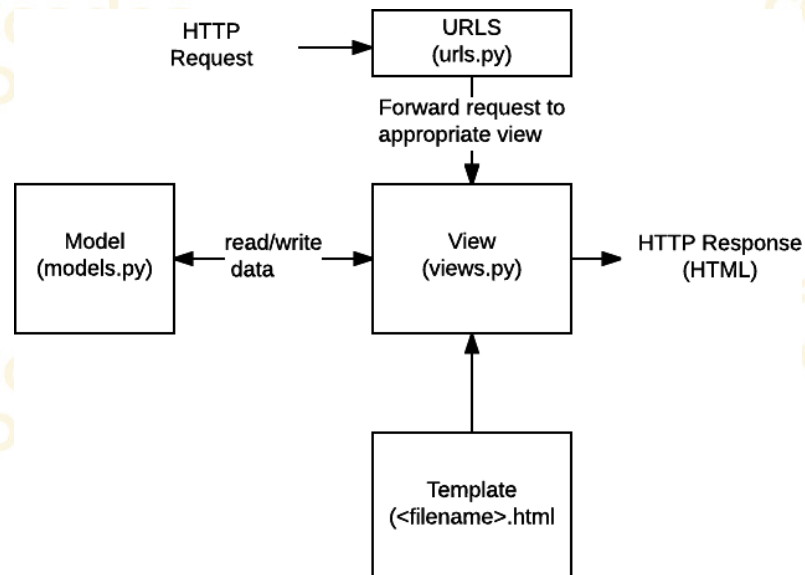 HTTP
Request
URLS
(urls.py)
Forward request to
appropriate view
Model
(models.py)
read/write
data
View
(views.py)
HTTP Response
(HTML)
Template
(<filename>.html